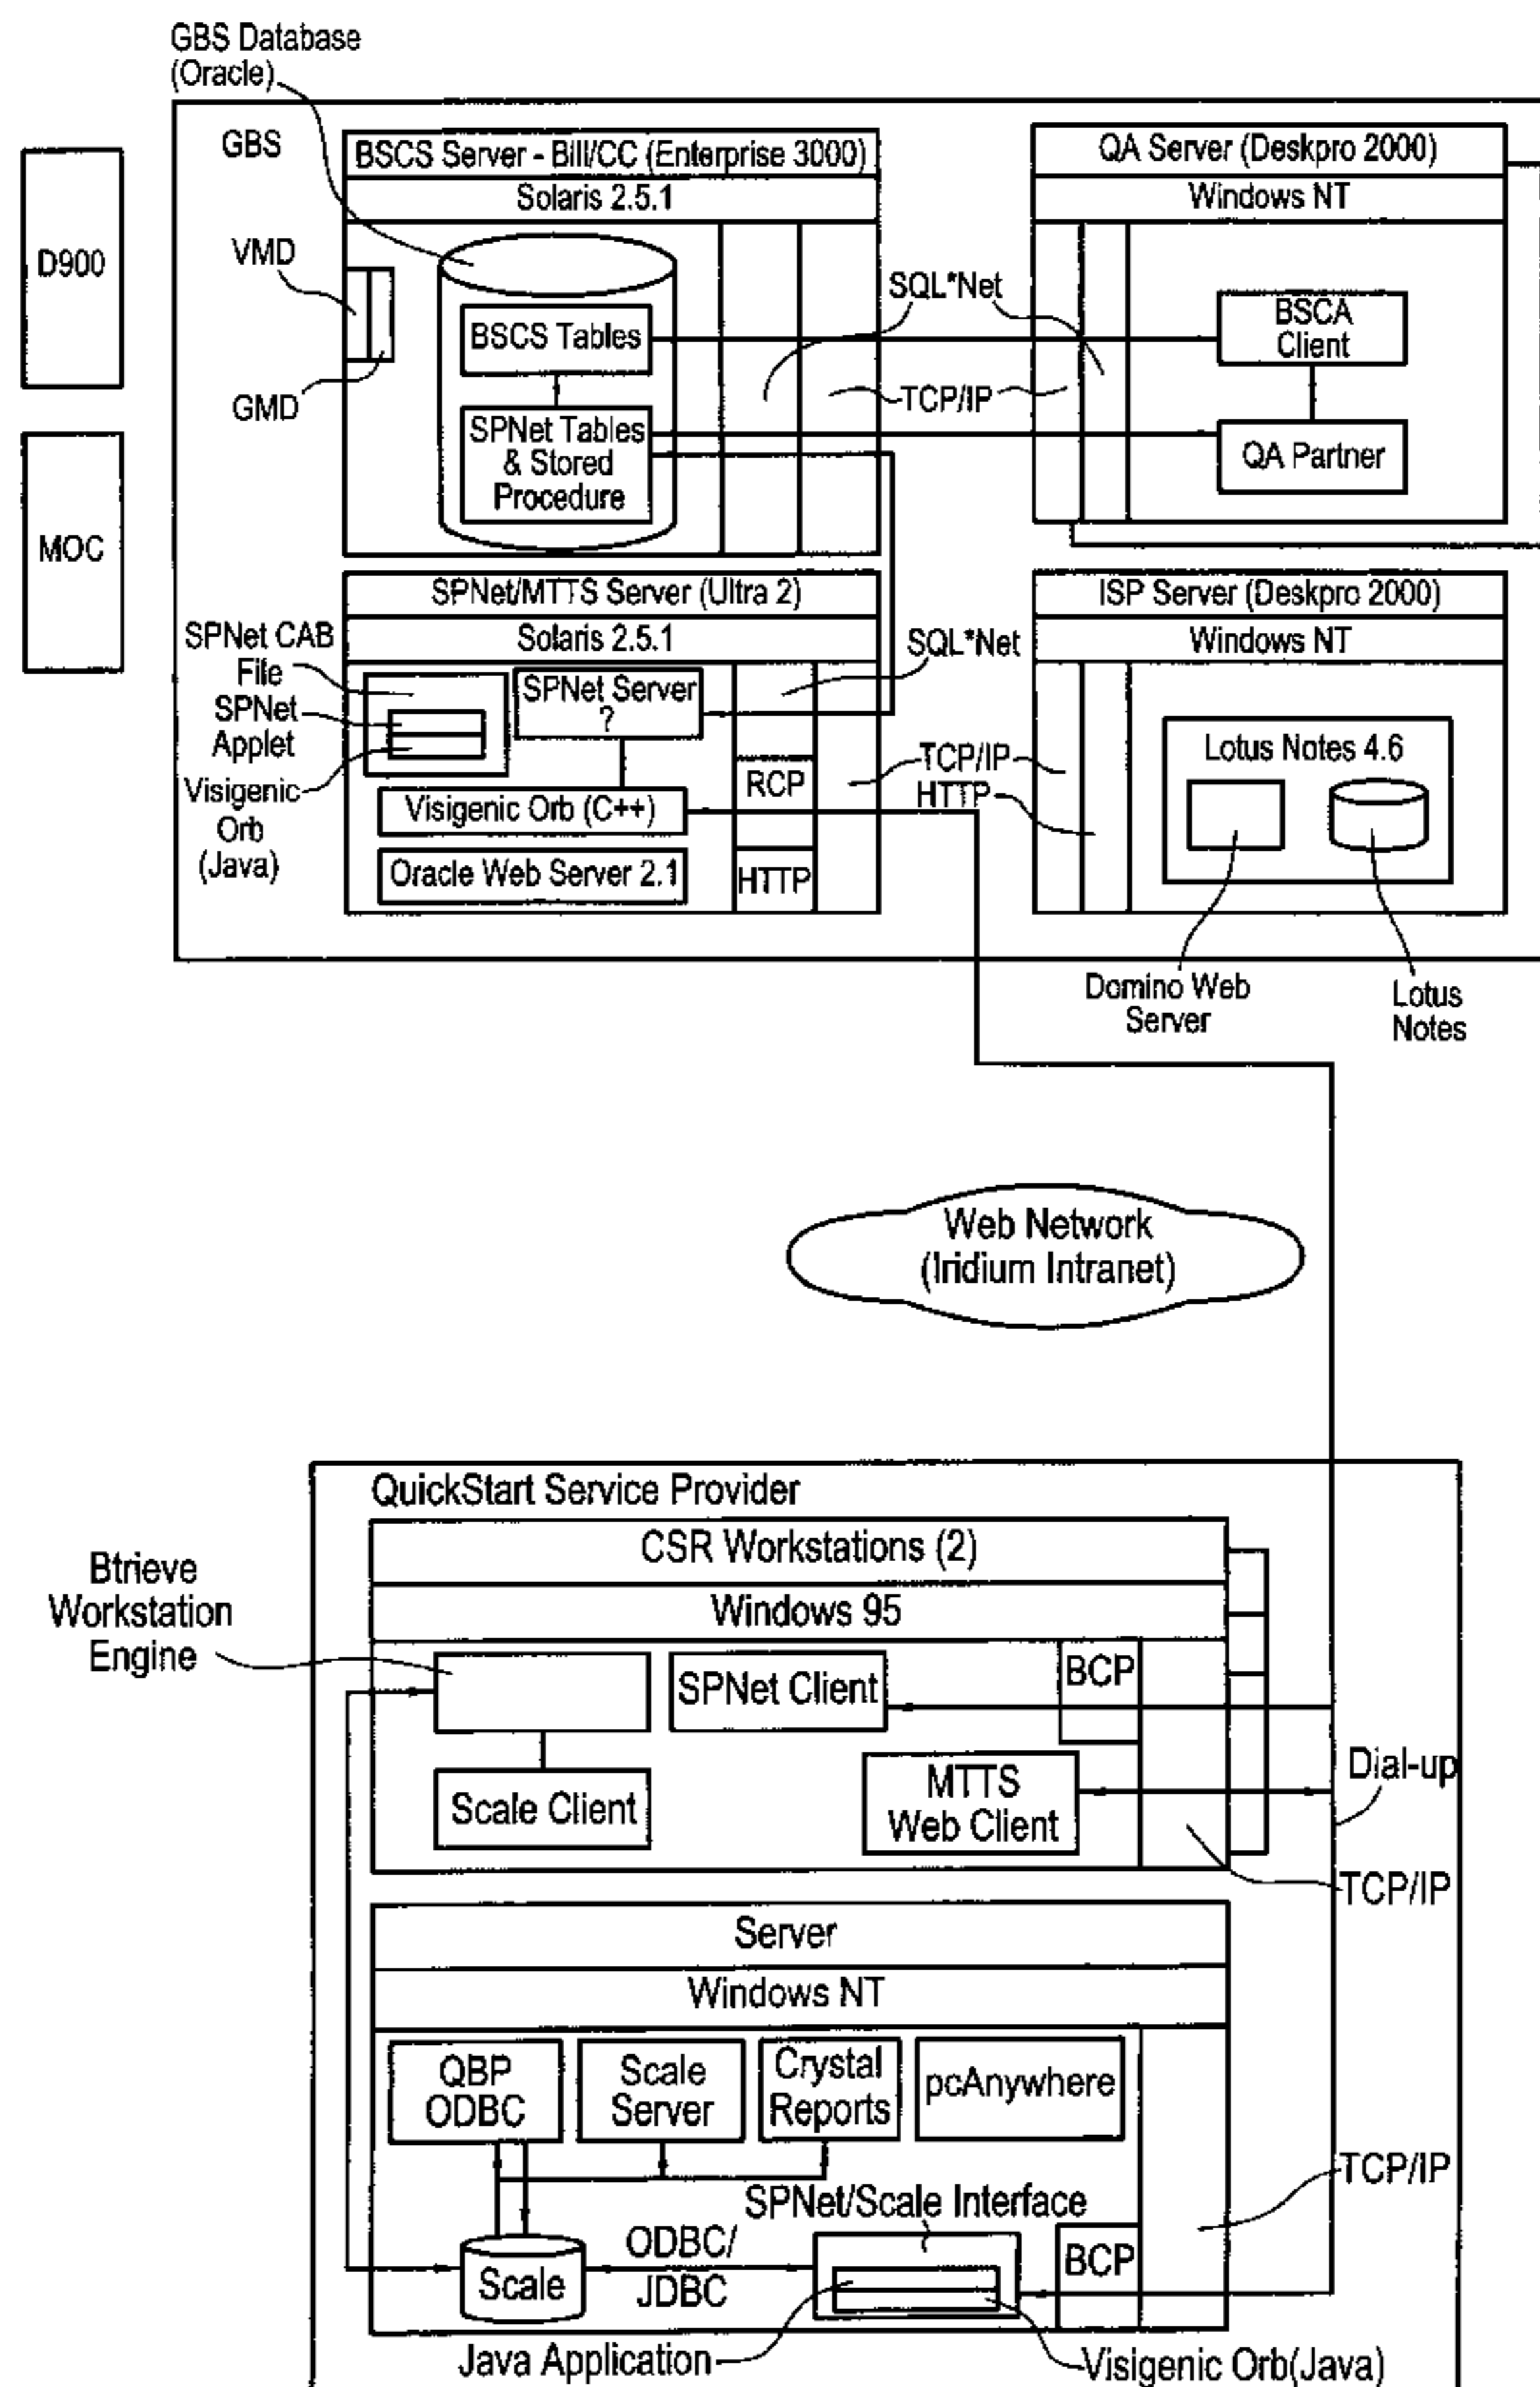 GBS Database
(Oracle)
GBS
D900
MOC
BSCS Server - Bill/CC (Enterprise 3000)
Solaris 2.5.1
VMD
GMD
BSCS Tables
SPNet Tables
& Stored
Procedure
SQL*Net
TCP/IP
QA Server (Deskpro 2000)
Windows NT
BSCA
Client
QA Partner
SPNet/MTTS Server (Ultra 2)
Solaris 2.5.1
SPNet CAB
File
SPNet
Applet
Visigenic
Orb
(Java)
SPNet Server
?
Visigenic Orb (C++)
Oracle Web Server 2.1
RCP
HTTP
SQL*Net
TCP/IP
HTTP
ISP Server (Deskpro 2000)
Windows NT
Lotus Notes 4.6
Domino Web
Server
Lotus
Notes
Web Network
(Iridium Intranet)
QuickStart Service Provider
CSR Workstations (2)
Windows 95
Btrieve
Workstation
Engine
SPNet Client
BCP
Scale Client
MTTS
Web Client
Dial-up
TCP/IP
Server
Windows NT
QBP
ODBC
Scale
Server
Crystal
Reports
pcAnywhere
TCP/IP
SPNet/Scale Interface
ODBC/
JDBC
Scale
BCP
Java Application
Visigenic Orb(Java)